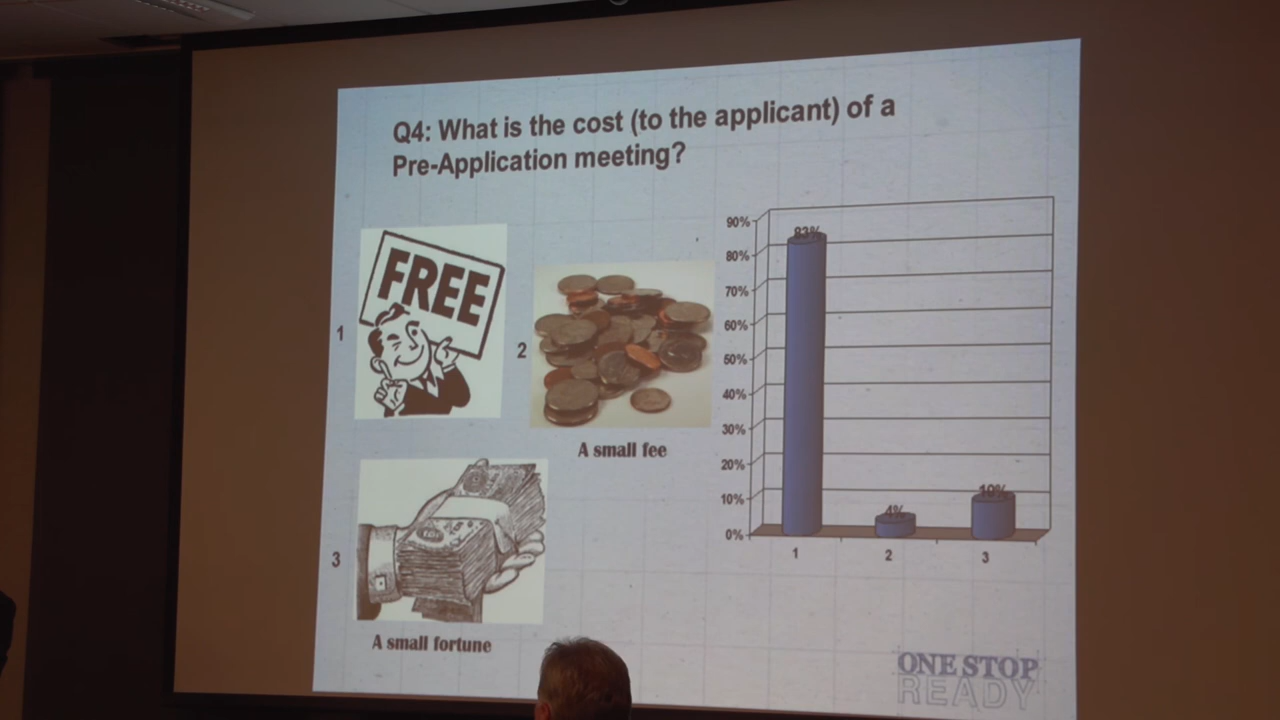 Q4: What is the cost (to the applicant) of a
Pre-Application meeting?
1
FREE
2
A small fee
3
A small fortune
90%
80%
70%
60%
50%
40%
30%
20%
10%
0%
83%
4%
10%
1
2
3
ONE STOP
READY